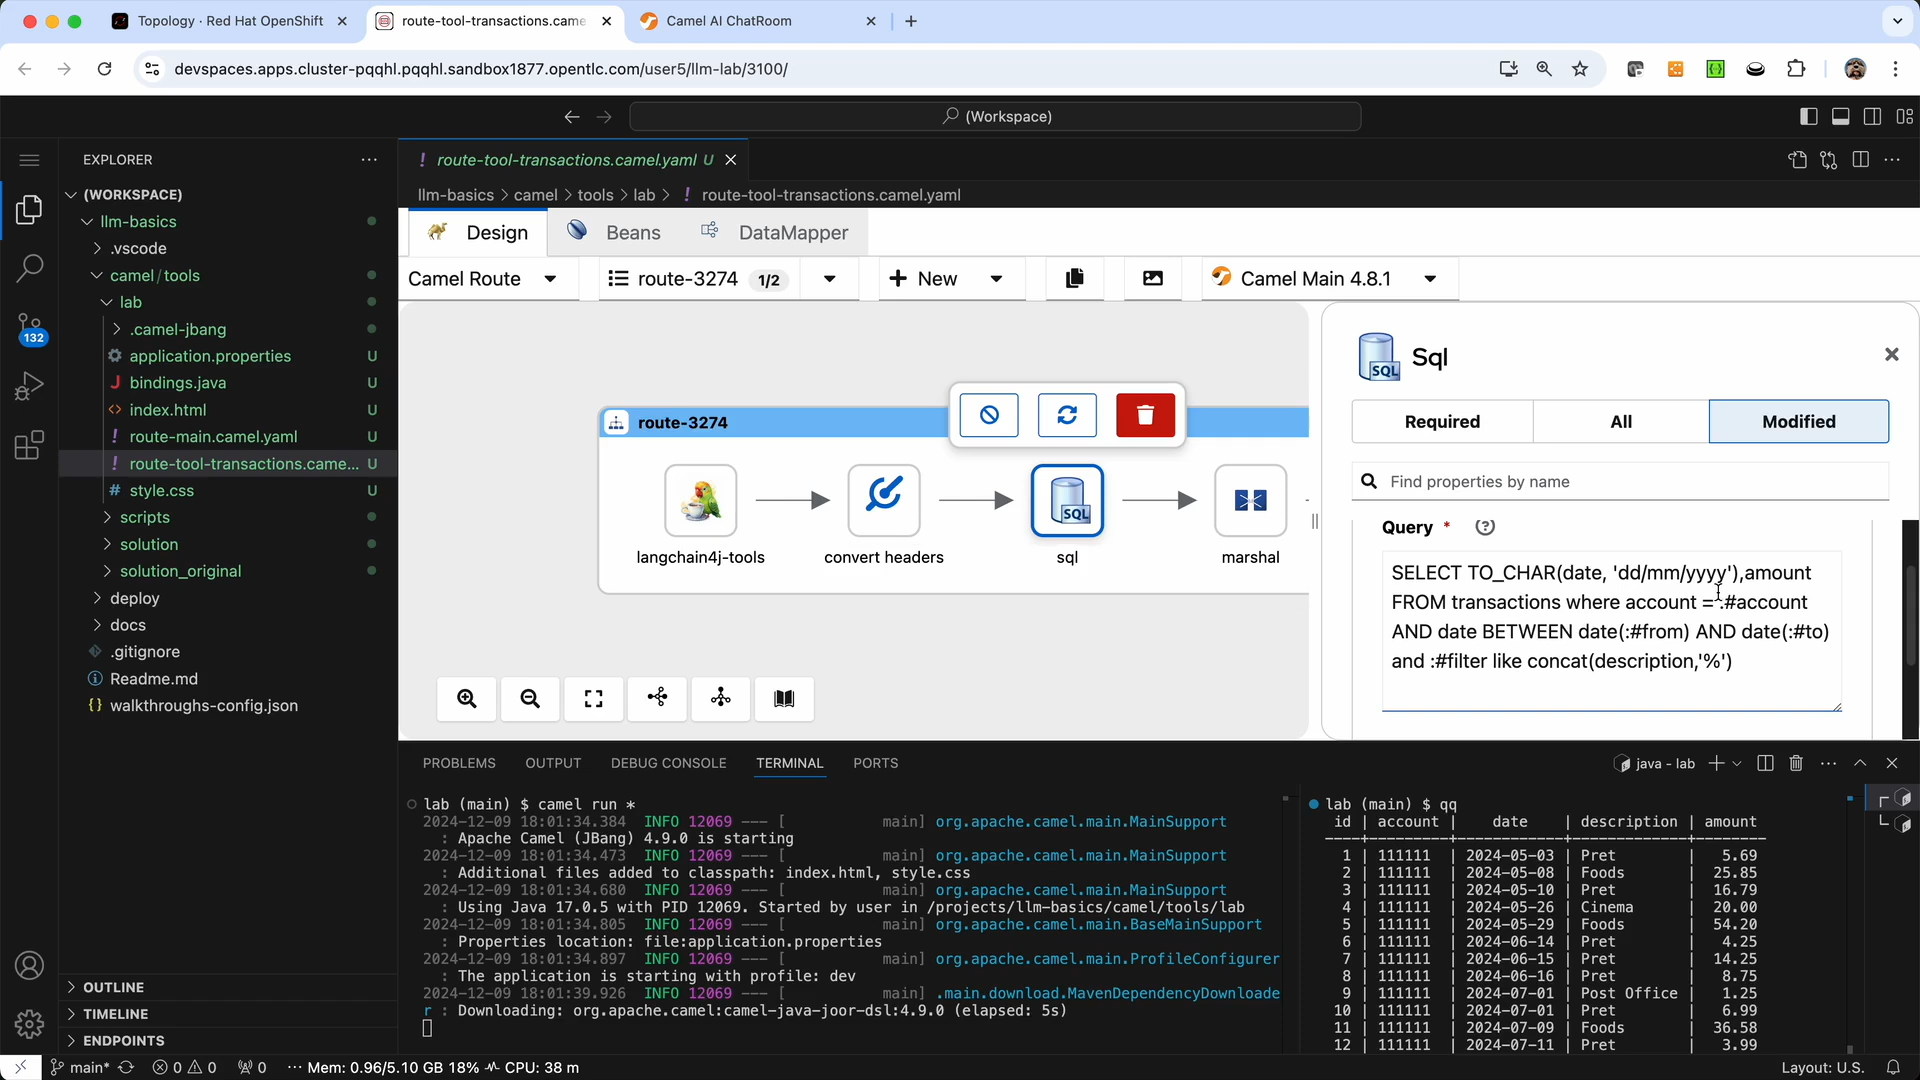 Topology · Red Hat OpenShift
route-tool-transactions.came
Camel AI ChatRoom
devspaces.apps.cluster-pqqhl.pqqhl.sandbox1877.opentlc.com/user5/llm-lab/3100/
(Workspace)
EXPLORER
(WORKSPACE)
llm-basics
.vscode
camel/tools
lab
.camel-jbang
application.properties U
J bindings.java U
<> index.html U
! route-main.camel.yaml U
! route-tool-transactions.came... U
# style.css U
scripts
solution
solution_original
deploy
docs
.gitignore
Readme.md
{} walkthroughs-config.json
OUTLINE
TIMELINE
ENDPOINTS
132
! route-tool-transactions.camel.yaml U
llm-basics > camel > tools > lab > ! route-tool-transactions.camel.yaml
Design
Beans
DataMapper
Camel Route
route-3274 1/2
New
Camel Main 4.8.1
route-3274
langchain4j-tools
convert headers
SQL
sql
marshal
SQL
Sql
Required
All
Modified
Find properties by name
Query *
SELECT TO_CHAR(date, 'dd/mm/yyyy'),amount
FROM transactions where account = :#account
AND date BETWEEN date(:#from) AND date(:#to)
and :#filter like concat(description,'%')
PROBLEMS
OUTPUT
DEBUG CONSOLE
TERMINAL
PORTS
java - lab
lab (main) $ camel run *
2024-12-09 18:01:34.384 INFO 12069 --- [ main] org.apache.camel.main.MainSupport
: Apache Camel (JBang) 4.9.0 is starting
2024-12-09 18:01:34.473 INFO 12069 --- [ main] org.apache.camel.main.MainSupport
: Additional files added to classpath: index.html, style.css
2024-12-09 18:01:34.680 INFO 12069 --- [ main] org.apache.camel.main.MainSupport
: Using Java 17.0.5 with PID 12069. Started by user in /projects/llm-basics/camel/tools/lab
2024-12-09 18:01:34.805 INFO 12069 --- [ main] org.apache.camel.main.BaseMainSupport
: Properties location: file:application.properties
2024-12-09 18:01:34.897 INFO 12069 --- [ main] org.apache.camel.main.ProfileConfigurer
: The application is starting with profile: dev
2024-12-09 18:01:39.926 INFO 12069 --- [ main] .main.download.MavenDependencyDownloade
r : Downloading: org.apache.camel:camel-java-joor-dsl:4.9.0 (elapsed: 5s)
lab (main) $ qq
id | account | date | description | amount
1 | 111111 | 2024-05-03 | Pret | 5.69
2 | 111111 | 2024-05-08 | Foods | 25.85
3 | 111111 | 2024-05-10 | Pret | 16.79
4 | 111111 | 2024-05-26 | Cinema | 20.00
5 | 111111 | 2024-05-29 | Foods | 54.20
6 | 111111 | 2024-06-14 | Pret | 4.25
7 | 111111 | 2024-06-15 | Pret | 14.25
8 | 111111 | 2024-06-16 | Pret | 8.75
9 | 111111 | 2024-07-01 | Post Office | 1.25
10 | 111111 | 2024-07-01 | Pret | 6.99
11 | 111111 | 2024-07-09 | Foods | 36.58
12 | 111111 | 2024-07-11 | Pret | 3.99
main* 0 0 0 ··· Mem: 0.96/5.10 GB 18% CPU: 38 m
Layout: U.S.